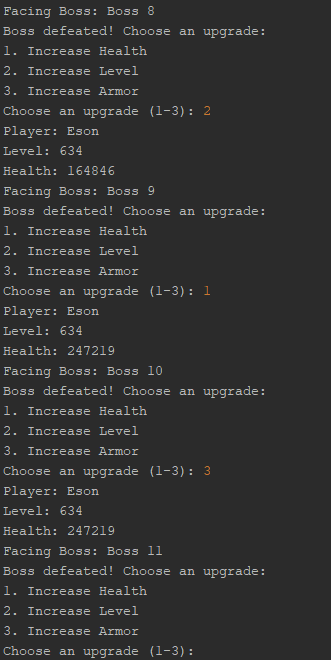 Facing Boss: Boss 8
Boss defeated! Choose an upgrade:
1. Increase Health
2. Increase Level
3. Increase Armor
Choose an upgrade (1-3): 2
Player: Eson
Level: 634
Health: 164846
Facing Boss: Boss 9
Boss defeated! Choose an upgrade:
1. Increase Health
2. Increase Level
3. Increase Armor
Choose an upgrade (1-3): 1
Player: Eson
Level: 634
Health: 247219
Facing Boss: Boss 10
Boss defeated! Choose an upgrade:
1. Increase Health
2. Increase Level
3. Increase Armor
Choose an upgrade (1-3): 3
Player: Eson
Level: 634
Health: 247219
Facing Boss: Boss 11
Boss defeated! Choose an upgrade:
1. Increase Health
2. Increase Level
3. Increase Armor
Choose an upgrade (1-3):